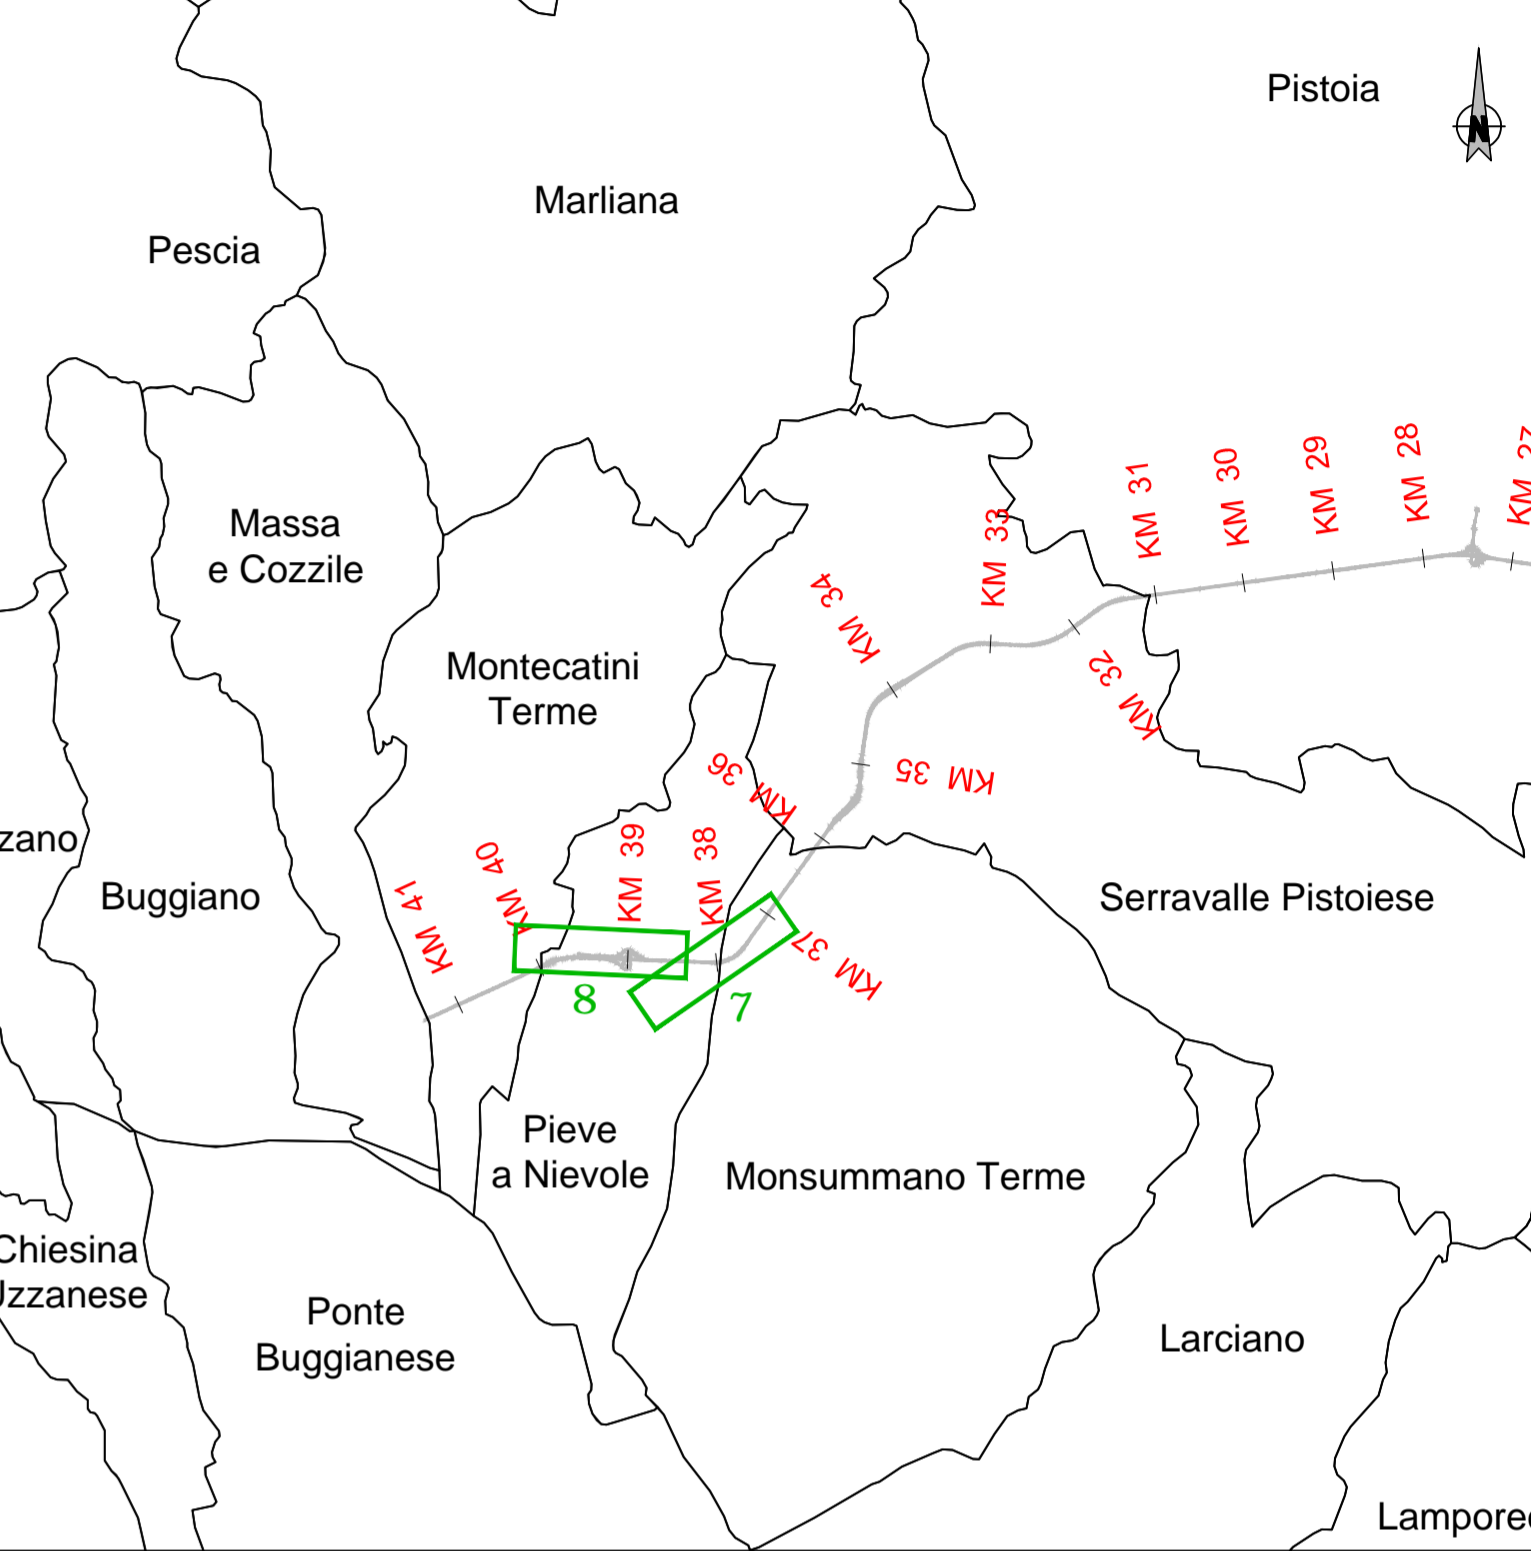 Pistoia
N
Marliana
Pescia
KM 27
KM 28
KM 29
KM 30
KM 31
KM 33
Massa
e Cozzile
KM 34
Montecatini
Terme
KM 32
KM 36
KM 35
zano
KM 39
KM 38
KM 40
KM 41
Buggiano
Serravalle Pistoiese
KM 37
8
7
Pieve
a Nievole
Monsummano Terme
Chiesina
Uzzanese
Ponte
Buggianese
Larciano
Lampore